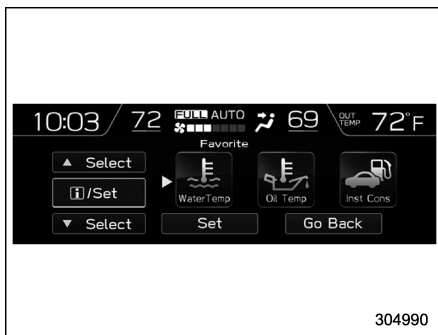 10:03 72 FULL AUTO 69 OUT TEMP 72°F
Favorite
▲ Select
i/Set
▼ Select
WaterTemp Oil Temp Inst Cons
Set Go Back
304990